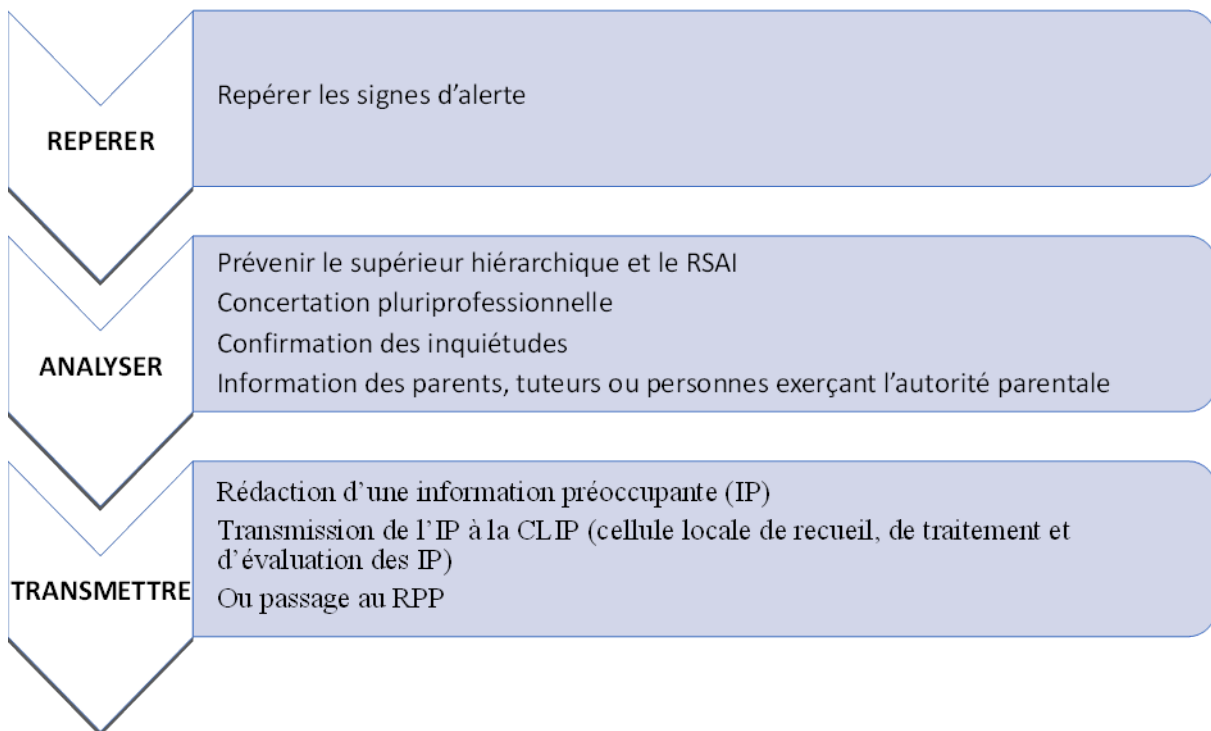 REPERER
Repérer les signes d’alerte
ANALYSER
Prévenir le supérieur hiérarchique et le RSAI
Concertation pluriprofessionnelle
Confirmation des inquiétudes
Information des parents, tuteurs ou personnes exerçant l’autorité parentale
TRANSMETTRE
Rédaction d’une information préoccupante (IP)
Transmission de l’IP à la CLIP (cellule locale de recueil, de traitement et
d’évaluation des IP)
Ou passage au RPP